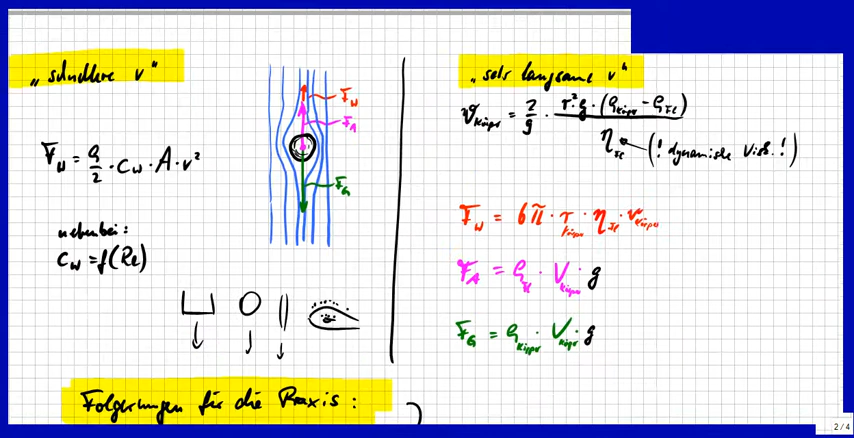 „schnellere v"
F_W = ϱ/2 · c_W · A · v²
nebenbei:
c_W = f(Re)
F_W
F_A
F_G
„sehr langsame v"
v_Körper = 2/9 · r² g · (ϱ_Körper - ϱ_Fl) / η_Fl
(! dynamische Visk. !)
F_W = 6π · r_Körper · η_Fl · v_Körper
F_A = ϱ_Fl · V_Körper · g
F_G = ϱ_Körper · V_Körper · g
Folgerungen für die Praxis:
2 / 4